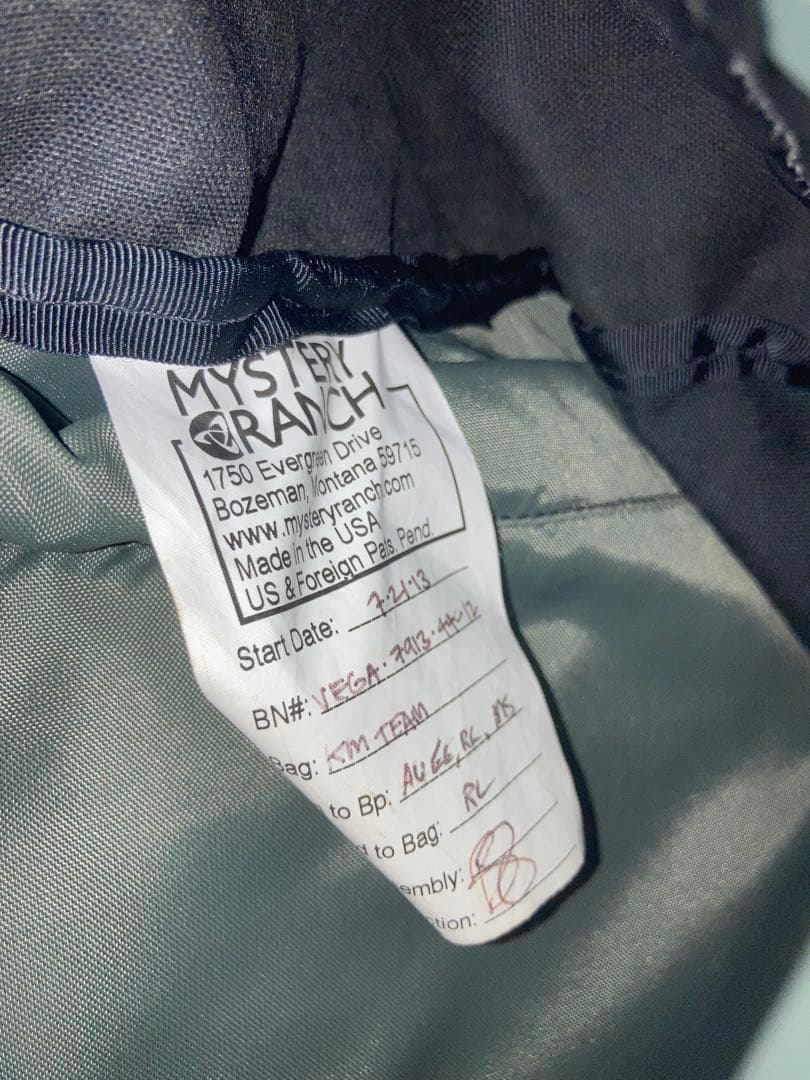 MYSTERY
RANCH
1750 Evergreen Drive
Bozeman, Montana 59715
www.mysteryranch.com
Made in the USA
US & Foreign Pats. Pend.
Start Date: 7.21.13
BN#: VEGA.7913.44-12
Bag: KM TEAM
to Bp: RL, MS
to Bag: RL
embly:
tion: